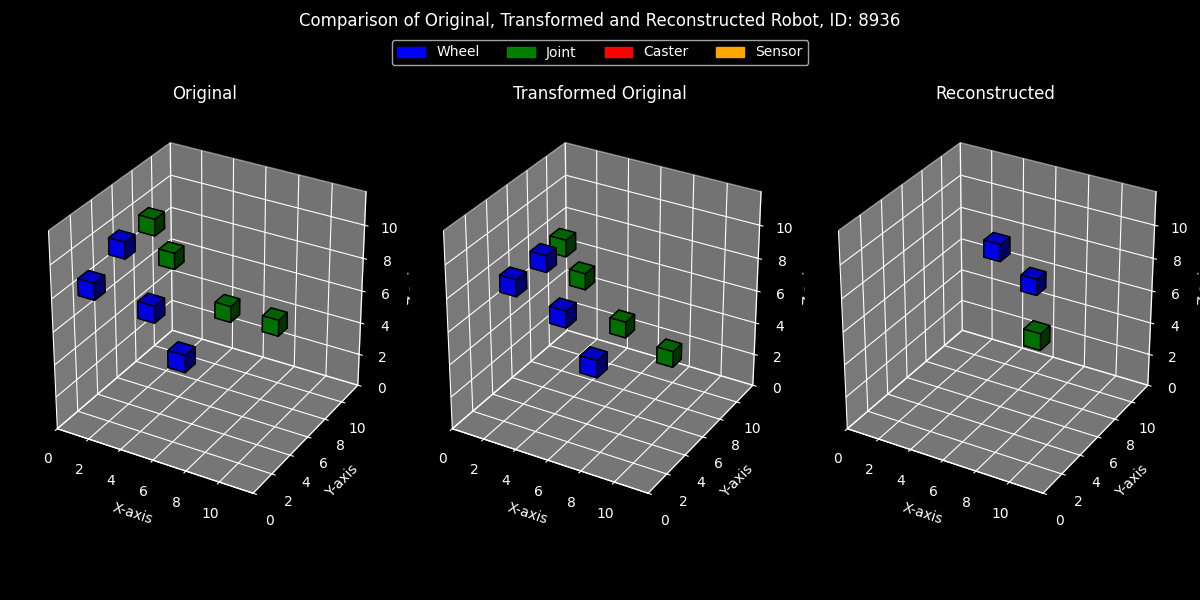 Comparison of Original, Transformed and Reconstructed Robot, ID: 8936
Wheel Joint Caster Sensor
Original Transformed Original Reconstructed
0 2 4 6 8 10
X-axis
0 2 4 6 8 10
Y-axis
0 2 4 6 8 10
0 2 4 6 8 10
X-axis
0 2 4 6 8 10
Y-axis
0 2 4 6 8 10
0 2 4 6 8 10
X-axis
0 2 4 6 8 10
Y-axis
0 2 4 6 8 10